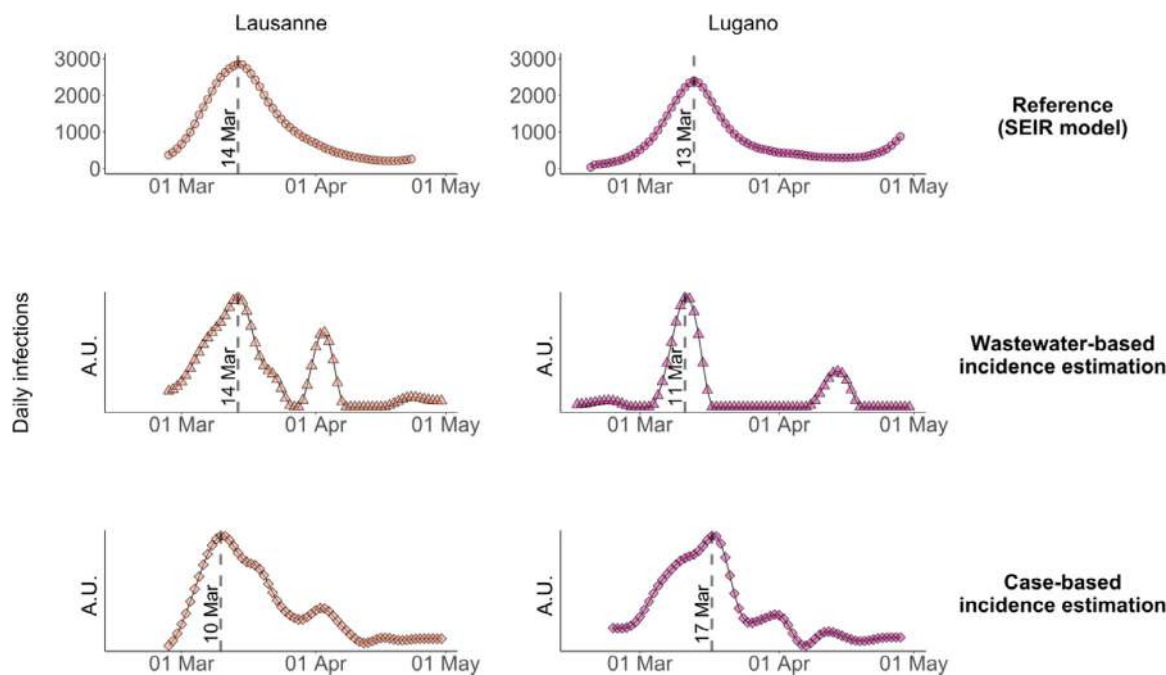 Lausanne
Lugano
3000
2000
1000
0
14 Mar
01 Mar
01 Apr
01 May
3000
2000
1000
0
13 Mar
01 Mar
01 Apr
01 May
Reference
(SEIR model)
Daily infections
A.U.
14 Mar
01 Mar
01 Apr
01 May
A.U.
11 Mar
01 Mar
01 Apr
01 May
Wastewater-based
incidence estimation
A.U.
10 Mar
01 Mar
01 Apr
01 May
A.U.
17 Mar
01 Mar
01 Apr
01 May
Case-based
incidence estimation